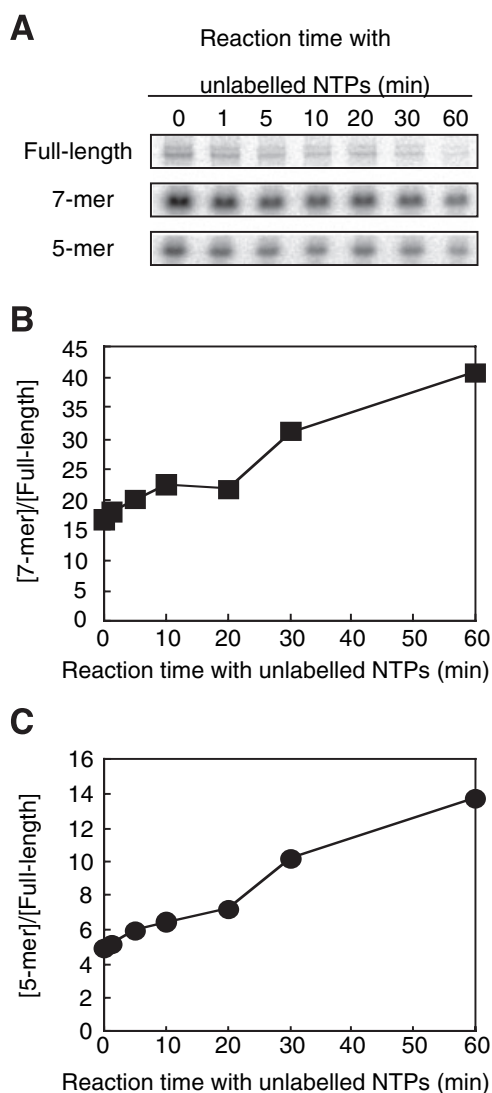 A
Reaction time with
unlabelled NTPs (min)
0 1 5 10 20 30 60
Full-length
7-mer
5-mer
B
45
40
35
30
25
20
15
10
5
0
[7-mer]/[Full-length]
0 10 20 30 40 50 60
Reaction time with unlabelled NTPs (min)
C
16
14
12
10
8
6
4
2
0
[5-mer]/[Full-length]
0 10 20 30 40 50 60
Reaction time with unlabelled NTPs (min)